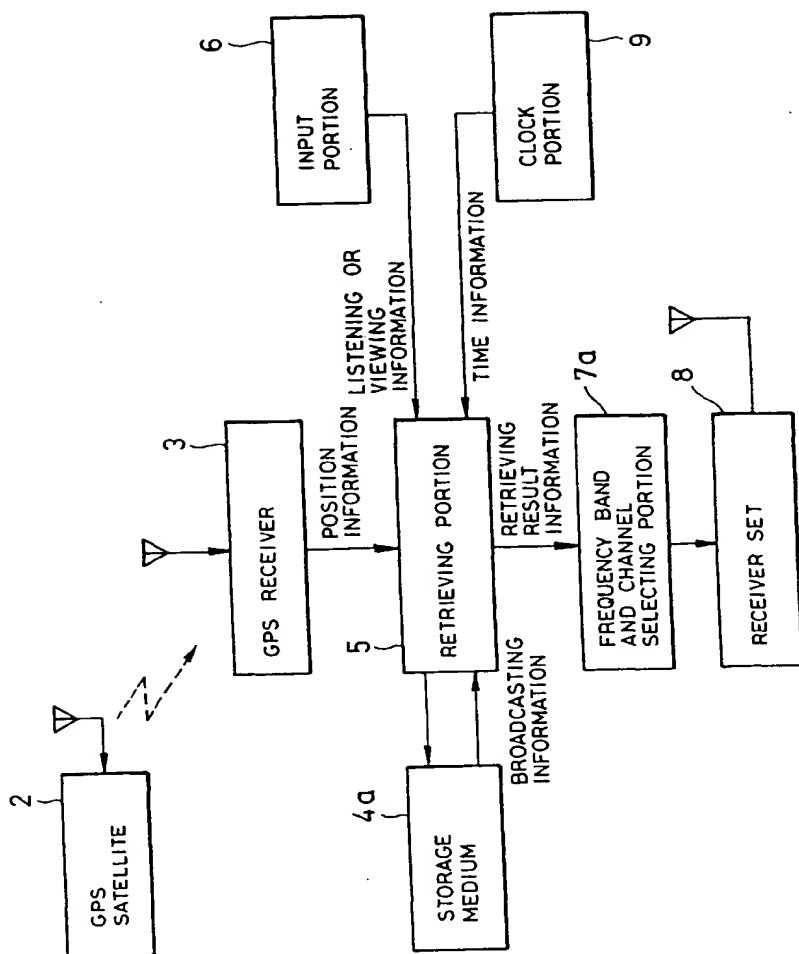 2
GPS
SATELLITE
3
GPS RECEIVER
POSITION
INFORMATION
6
INPUT
PORTION
LISTENING OR
VIEWING
INFORMATION
9
CLOCK
PORTION
TIME INFORMATION
5
RETRIEVING PORTION
4a
STORAGE
MEDIUM
BROADCASTING
INFORMATION
RETRIEVING
RESULT
INFORMATION
7a
FREQUENCY BAND
AND CHANNEL
SELECTING PORTION
8
RECEIVER SET